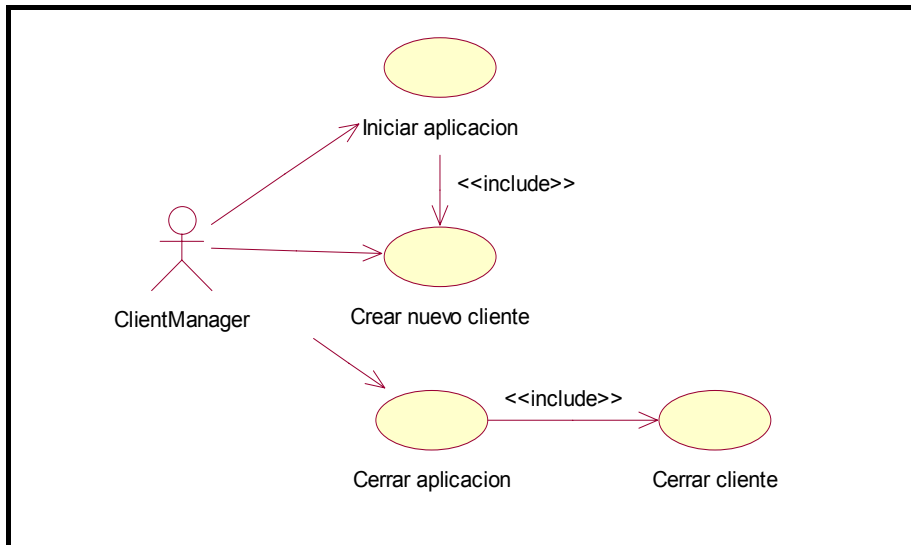 Iniciar aplicacion
<<include>>
ClientManager
Crear nuevo cliente
<<include>>
Cerrar aplicacion
Cerrar cliente